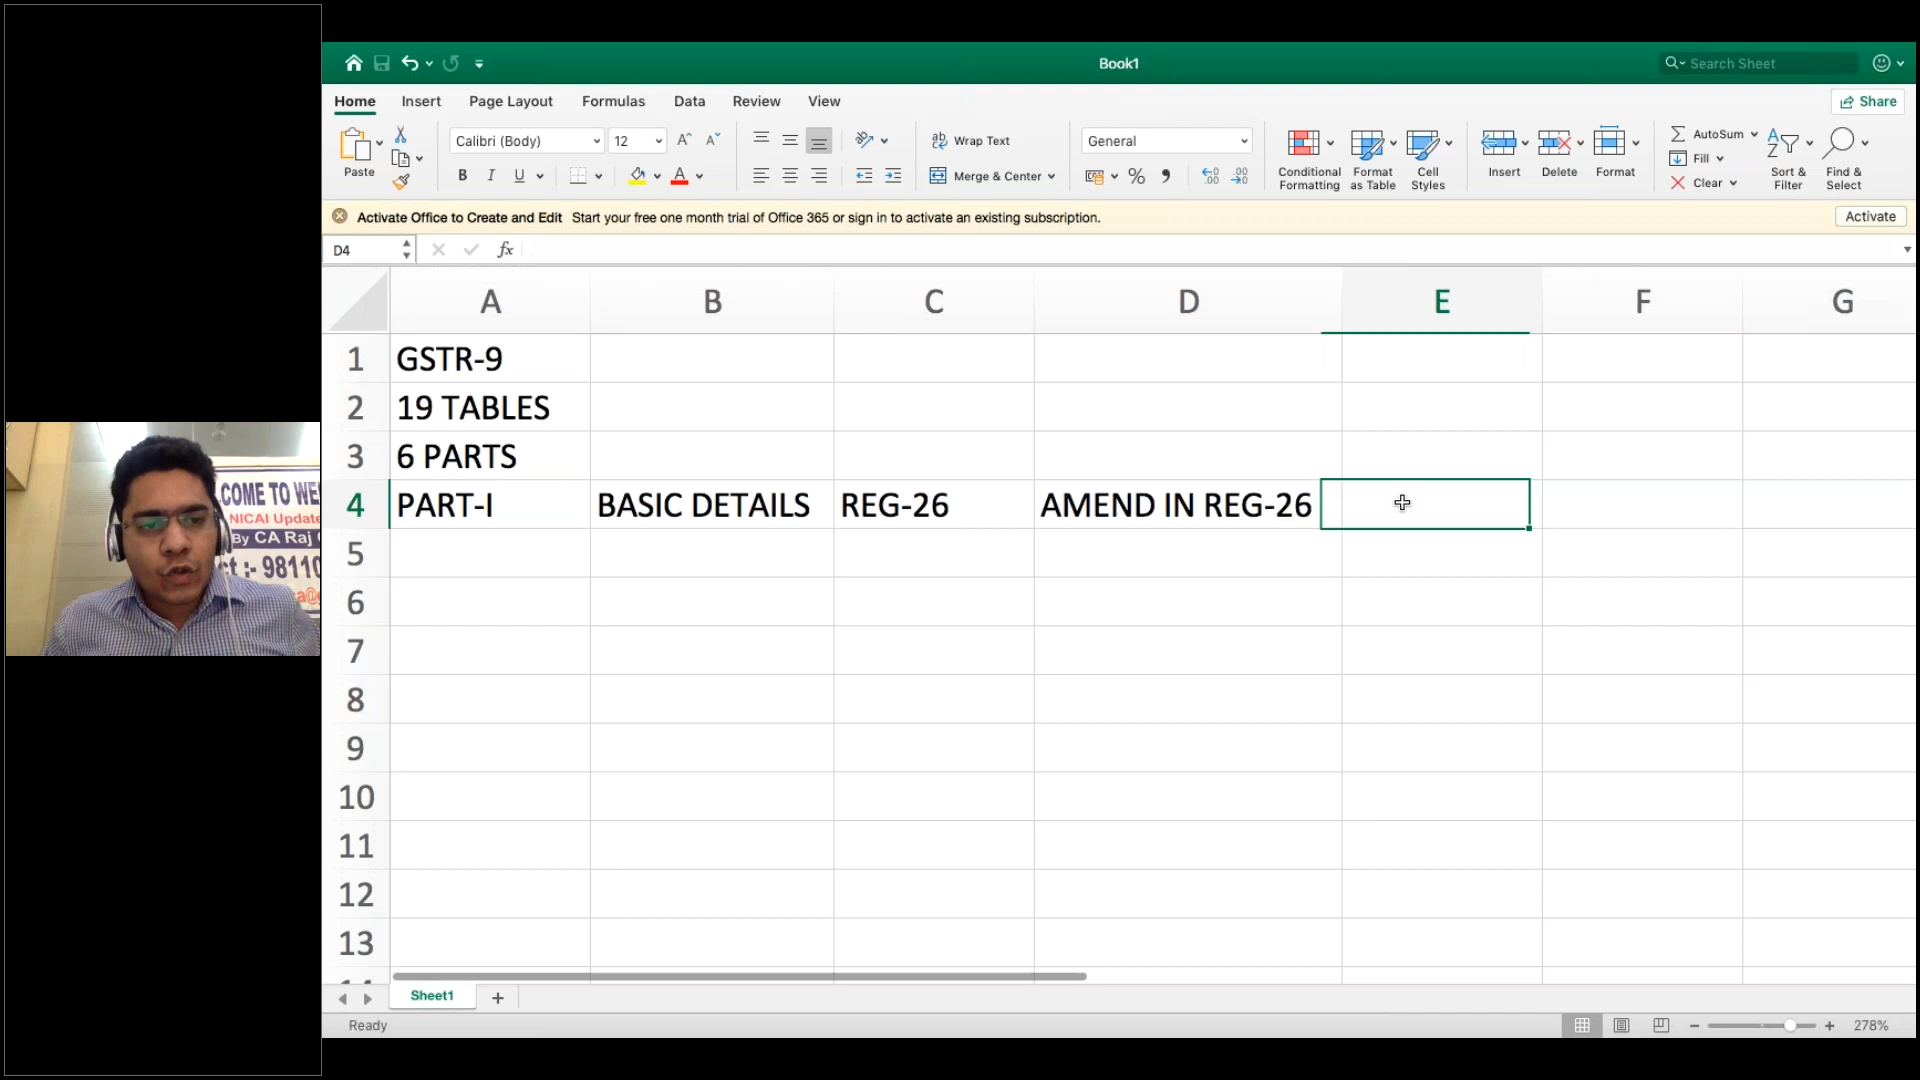 Book1
Search Sheet
Home Insert Page Layout Formulas Data Review View
Share
Paste
Calibri (Body) 12
B I U
Wrap Text
Merge & Center
General
Conditional Formatting
Format as Table
Cell Styles
Insert
Delete
Format
AutoSum
Fill
Clear
Sort & Filter
Find & Select
Activate Office to Create and Edit Start your free one month trial of Office 365 or sign in to activate an existing subscription.
Activate
D4
fx
A B C D E F G
1 GSTR-9
2 19 TABLES
3 6 PARTS
4 PART-I BASIC DETAILS REG-26 AMEND IN REG-26
5
6
7
8
9
10
11
12
13
COME TO WE
NICAI Update
By CA Raj
ct :- 98110
Sheet1
Ready
278%